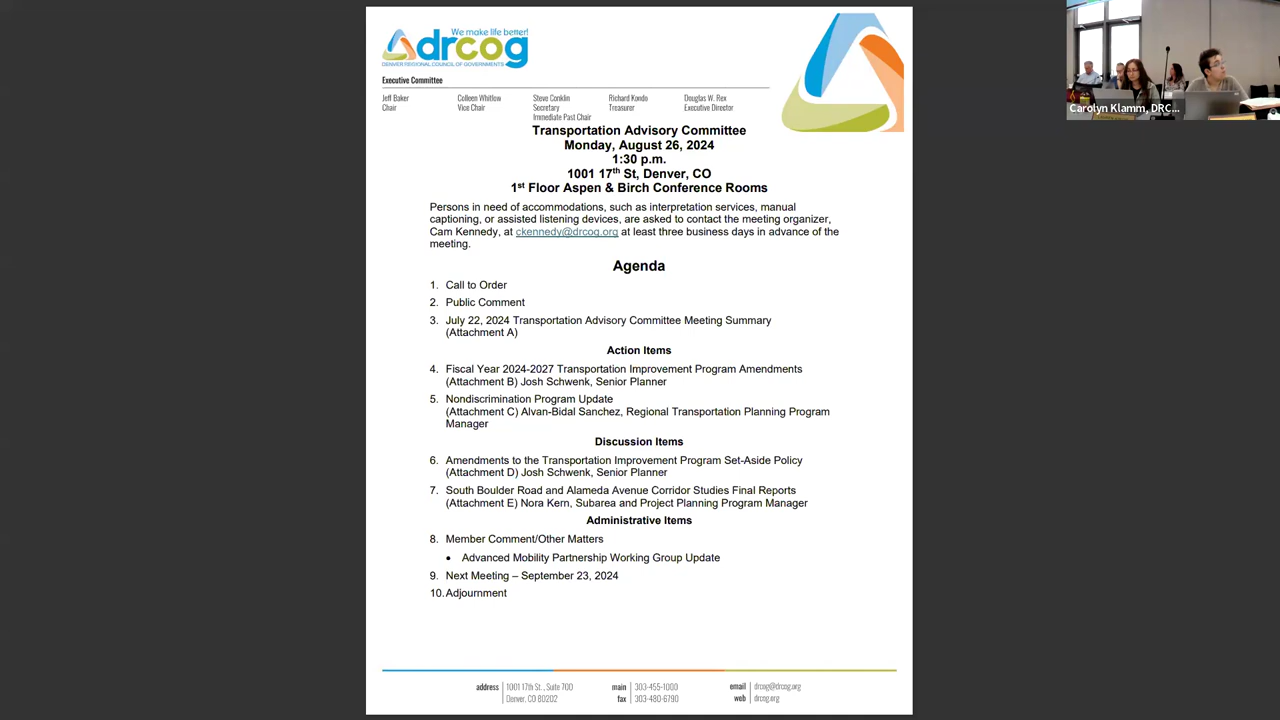 We make life better!
drcog
DENVER REGIONAL COUNCIL OF GOVERNMENTS
Executive Committee
Jeff Baker
Chair
Colleen Whitlow
Vice Chair
Steve Conklin
Secretary
Immediate Past Chair
Richard Kondo
Treasurer
Douglas W. Rex
Executive Director
Carolyn Klamm, DRC...
Transportation Advisory Committee
Monday, August 26, 2024
1:30 p.m.
1001 17th St, Denver, CO
1st Floor Aspen & Birch Conference Rooms
Persons in need of accommodations, such as interpretation services, manual
captioning, or assisted listening devices, are asked to contact the meeting organizer,
Cam Kennedy, at ckennedy@drcog.org at least three business days in advance of the
meeting.
Agenda
1. Call to Order
2. Public Comment
3. July 22, 2024 Transportation Advisory Committee Meeting Summary
(Attachment A)
Action Items
4. Fiscal Year 2024-2027 Transportation Improvement Program Amendments
(Attachment B) Josh Schwenk, Senior Planner
5. Nondiscrimination Program Update
(Attachment C) Alvan-Bidal Sanchez, Regional Transportation Planning Program
Manager
Discussion Items
6. Amendments to the Transportation Improvement Program Set-Aside Policy
(Attachment D) Josh Schwenk, Senior Planner
7. South Boulder Road and Alameda Avenue Corridor Studies Final Reports
(Attachment E) Nora Kern, Subarea and Project Planning Program Manager
Administrative Items
8. Member Comment/Other Matters
• Advanced Mobility Partnership Working Group Update
9. Next Meeting – September 23, 2024
10. Adjournment
address
1001 17th St., Suite 700
Denver, CO 80202
main 303-455-1000
fax 303-480-6790
email drcog@drcog.org
web drcog.org